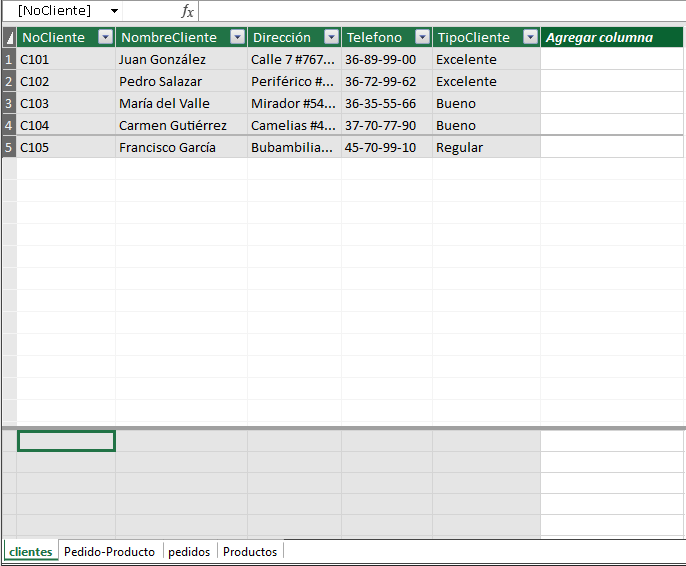 [NoCliente] fx
NoCliente NombreCliente Dirección Telefono TipoCliente Agregar columna
1 C101 Juan González Calle 7 #767... 36-89-99-00 Excelente
2 C102 Pedro Salazar Periférico #... 36-72-99-62 Excelente
3 C103 María del Valle Mirador #54... 36-35-55-66 Bueno
4 C104 Carmen Gutiérrez Camelias #4... 37-70-77-90 Bueno
5 C105 Francisco García Bubambilia... 45-70-99-10 Regular
clientes Pedido-Producto pedidos Productos